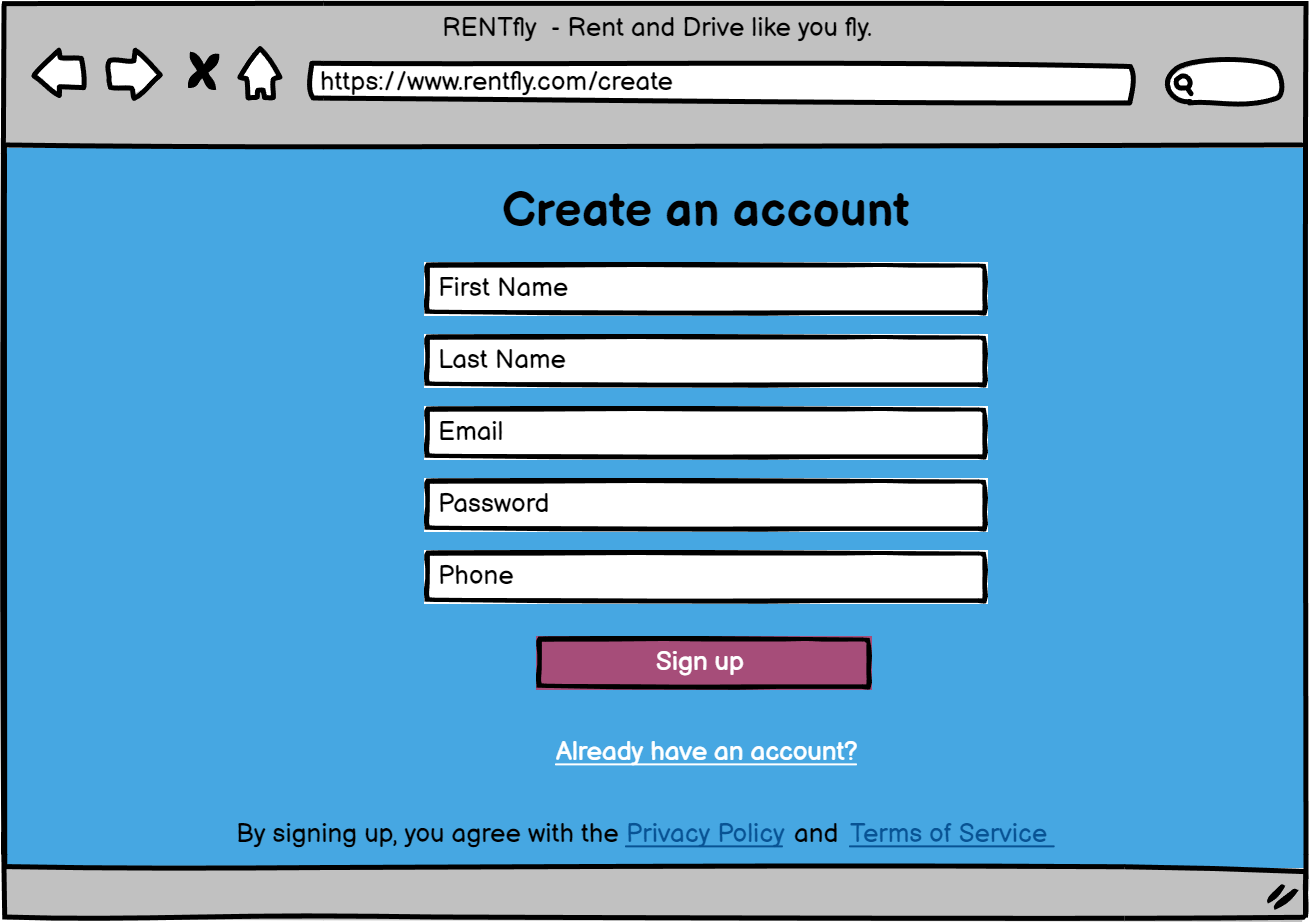 RENTfly - Rent and Drive like you fly.
https://www.rentfly.com/create
Create an account
First Name
Last Name
Email
Password
Phone
Sign up
Already have an account?
By signing up, you agree with the Privacy Policy and Terms of Service